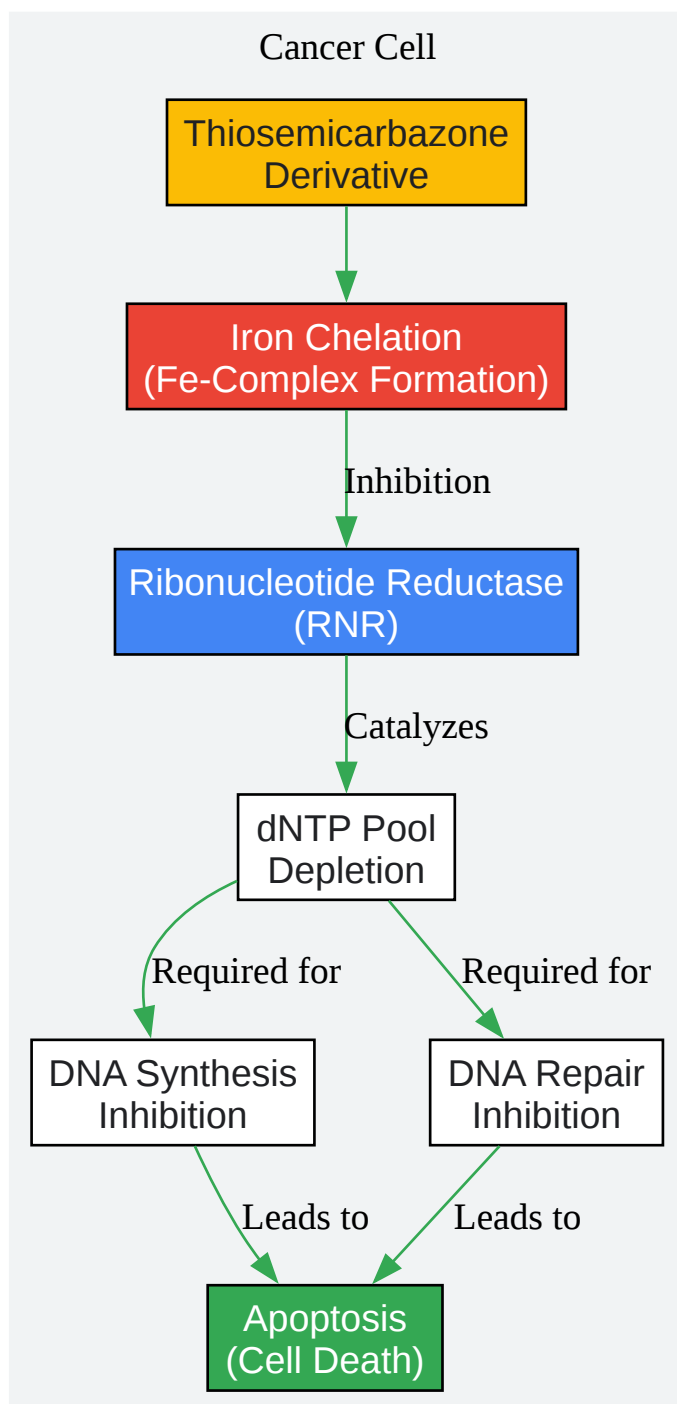 Cancer Cell
Thiosemicarbazone
Derivative
Iron Chelation
(Fe-Complex Formation)
Inhibition
Ribonucleotide Reductase
(RNR)
Catalyzes
dNTP Pool
Depletion
Required for
Required for
DNA Synthesis
Inhibition
DNA Repair
Inhibition
Leads to
Leads to
Apoptosis
(Cell Death)